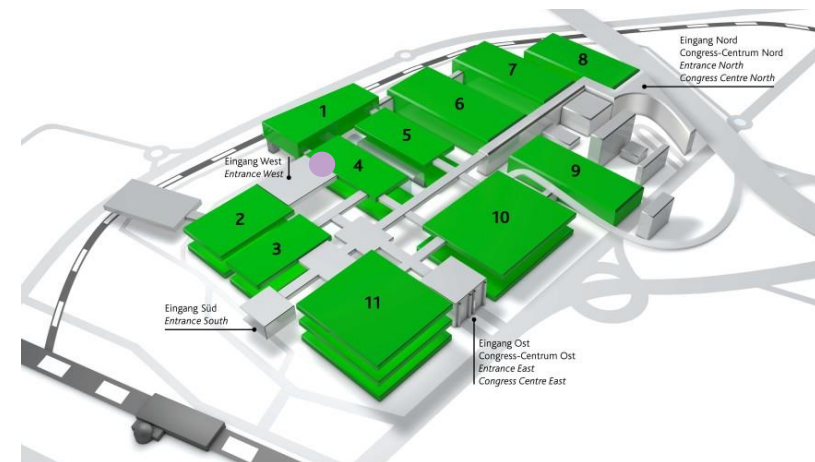 8
Eingang Nord
Congress-Centrum Nord
Entrance North
Congress Centre North
7
6
1
5
Eingang West
Entrance West
4
9
2
10
3
11
Eingang Süd
Entrance South
Eingang Ost
Congress-Centrum Ost
Entrance East
Congress Centre East